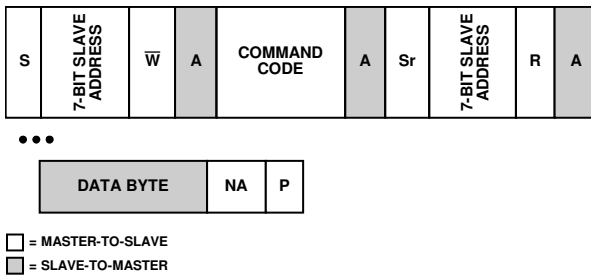 S
7-BIT SLAVE
ADDRESS
W̅
A
COMMAND
CODE
A
Sr
7-BIT SLAVE
ADDRESS
R
A
•••
DATA BYTE
NA
P
= MASTER-TO-SLAVE
= SLAVE-TO-MASTER